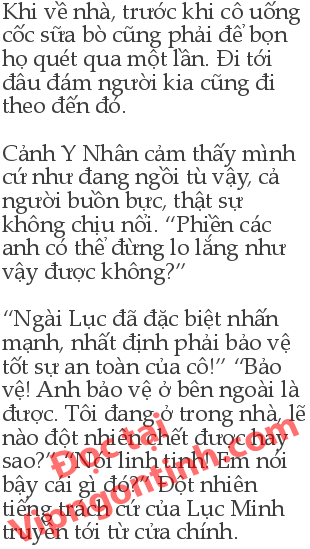 Khi về nhà, trước khi cô uống
cốc sữa bò cũng phải để bọn
họ quét qua một lần. Đi tới
đâu đám người kia cũng đi
theo đến đó.
Cảnh Y Nhân cảm thấy mình
cứ như đang ngồi tù vậy, cả
người buồn bực, thật sự
không chịu nổi. “Phiền các
anh có thể đừng lo lắng như
vậy được không?”
“Ngài Lục đã đặc biệt nhấn
mạnh, nhất định phải bảo vệ
tốt sự an toàn của cô!” “Bảo
vệ! Anh bảo vệ ở bên ngoài là
được. Tôi đang ở trong nhà, lẽ
nào đột nhiên chết được hay
sao?” “Nói linh tinh! Em nói
bậy cái gì đó?” Đột nhiên
tiếng trách cứ của Lục Minh
truyền tới từ cửa chính.
Đọc tại
Vipngontinh.com